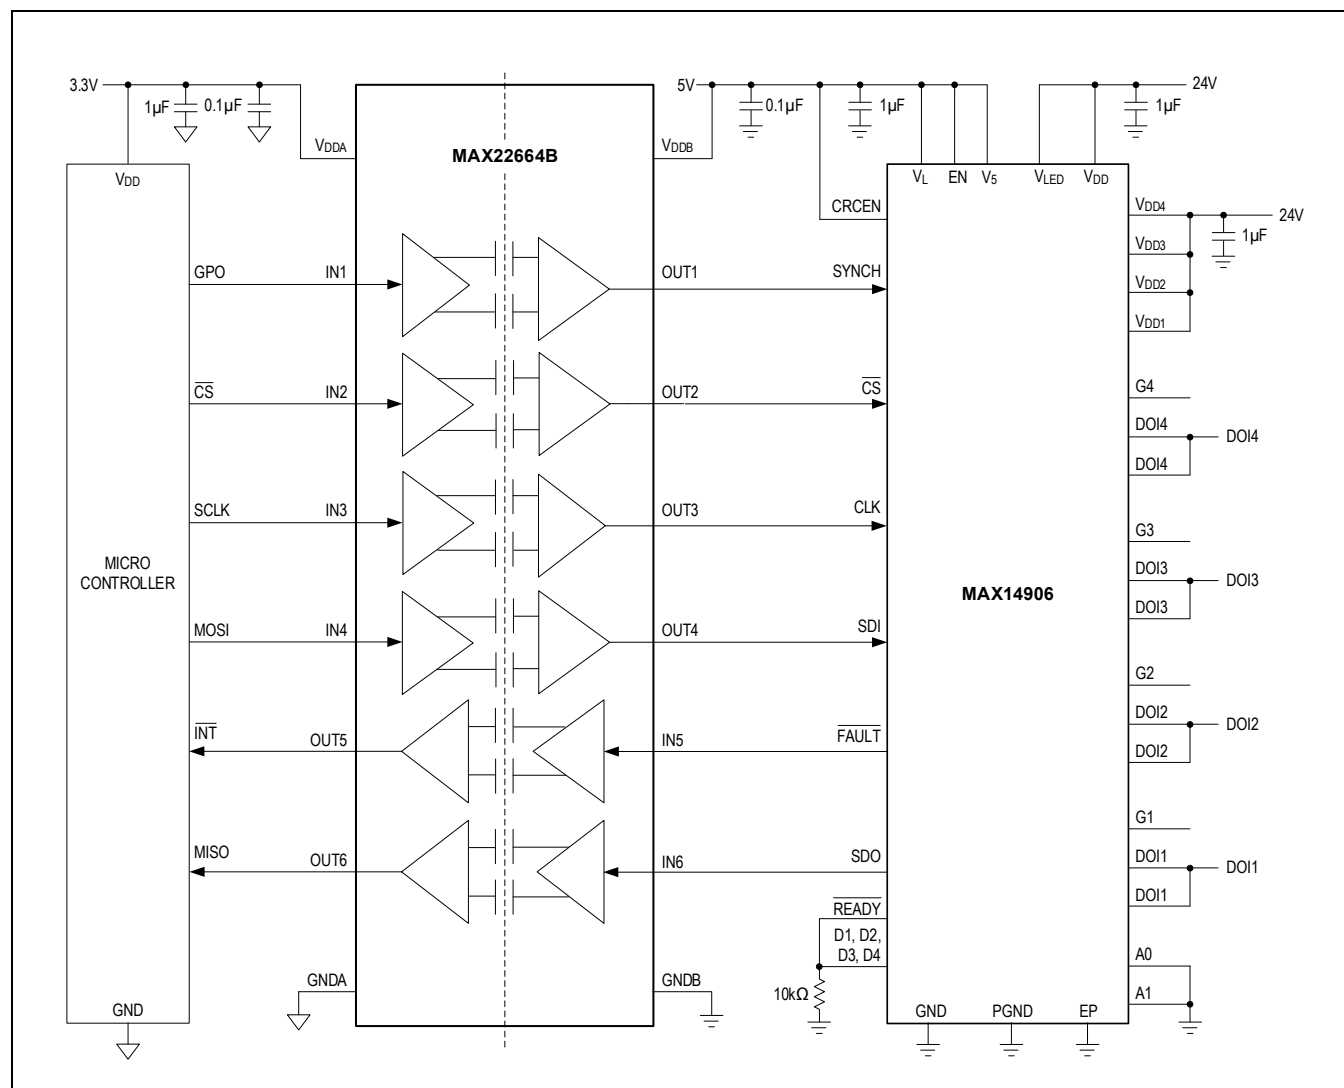 3.3V
1µF
0.1µF
5V
0.1µF
1µF
24V
1µF
VDDA
MAX22664B
VDDB
VDD
VL
EN
V5
VLED
VDD
CRCEN
VDD4
24V
1µF
VDD3
VDD2
VDD1
GPO
IN1
OUT1
SYNCH
CS
IN2
OUT2
CS
G4
DOI4
DOI4
DOI4
SCLK
IN3
OUT3
CLK
G3
MICRO
CONTROLLER
MAX14906
DOI3
DOI3
DOI3
MOSI
IN4
OUT4
SDI
G2
DOI2
DOI2
DOI2
INT
OUT5
IN5
FAULT
G1
MISO
OUT6
IN6
SDO
DOI1
DOI1
DOI1
READY
D1, D2,
D3, D4
A0
GNDA
GNDB
10kΩ
A1
GND
GND
PGND
EP